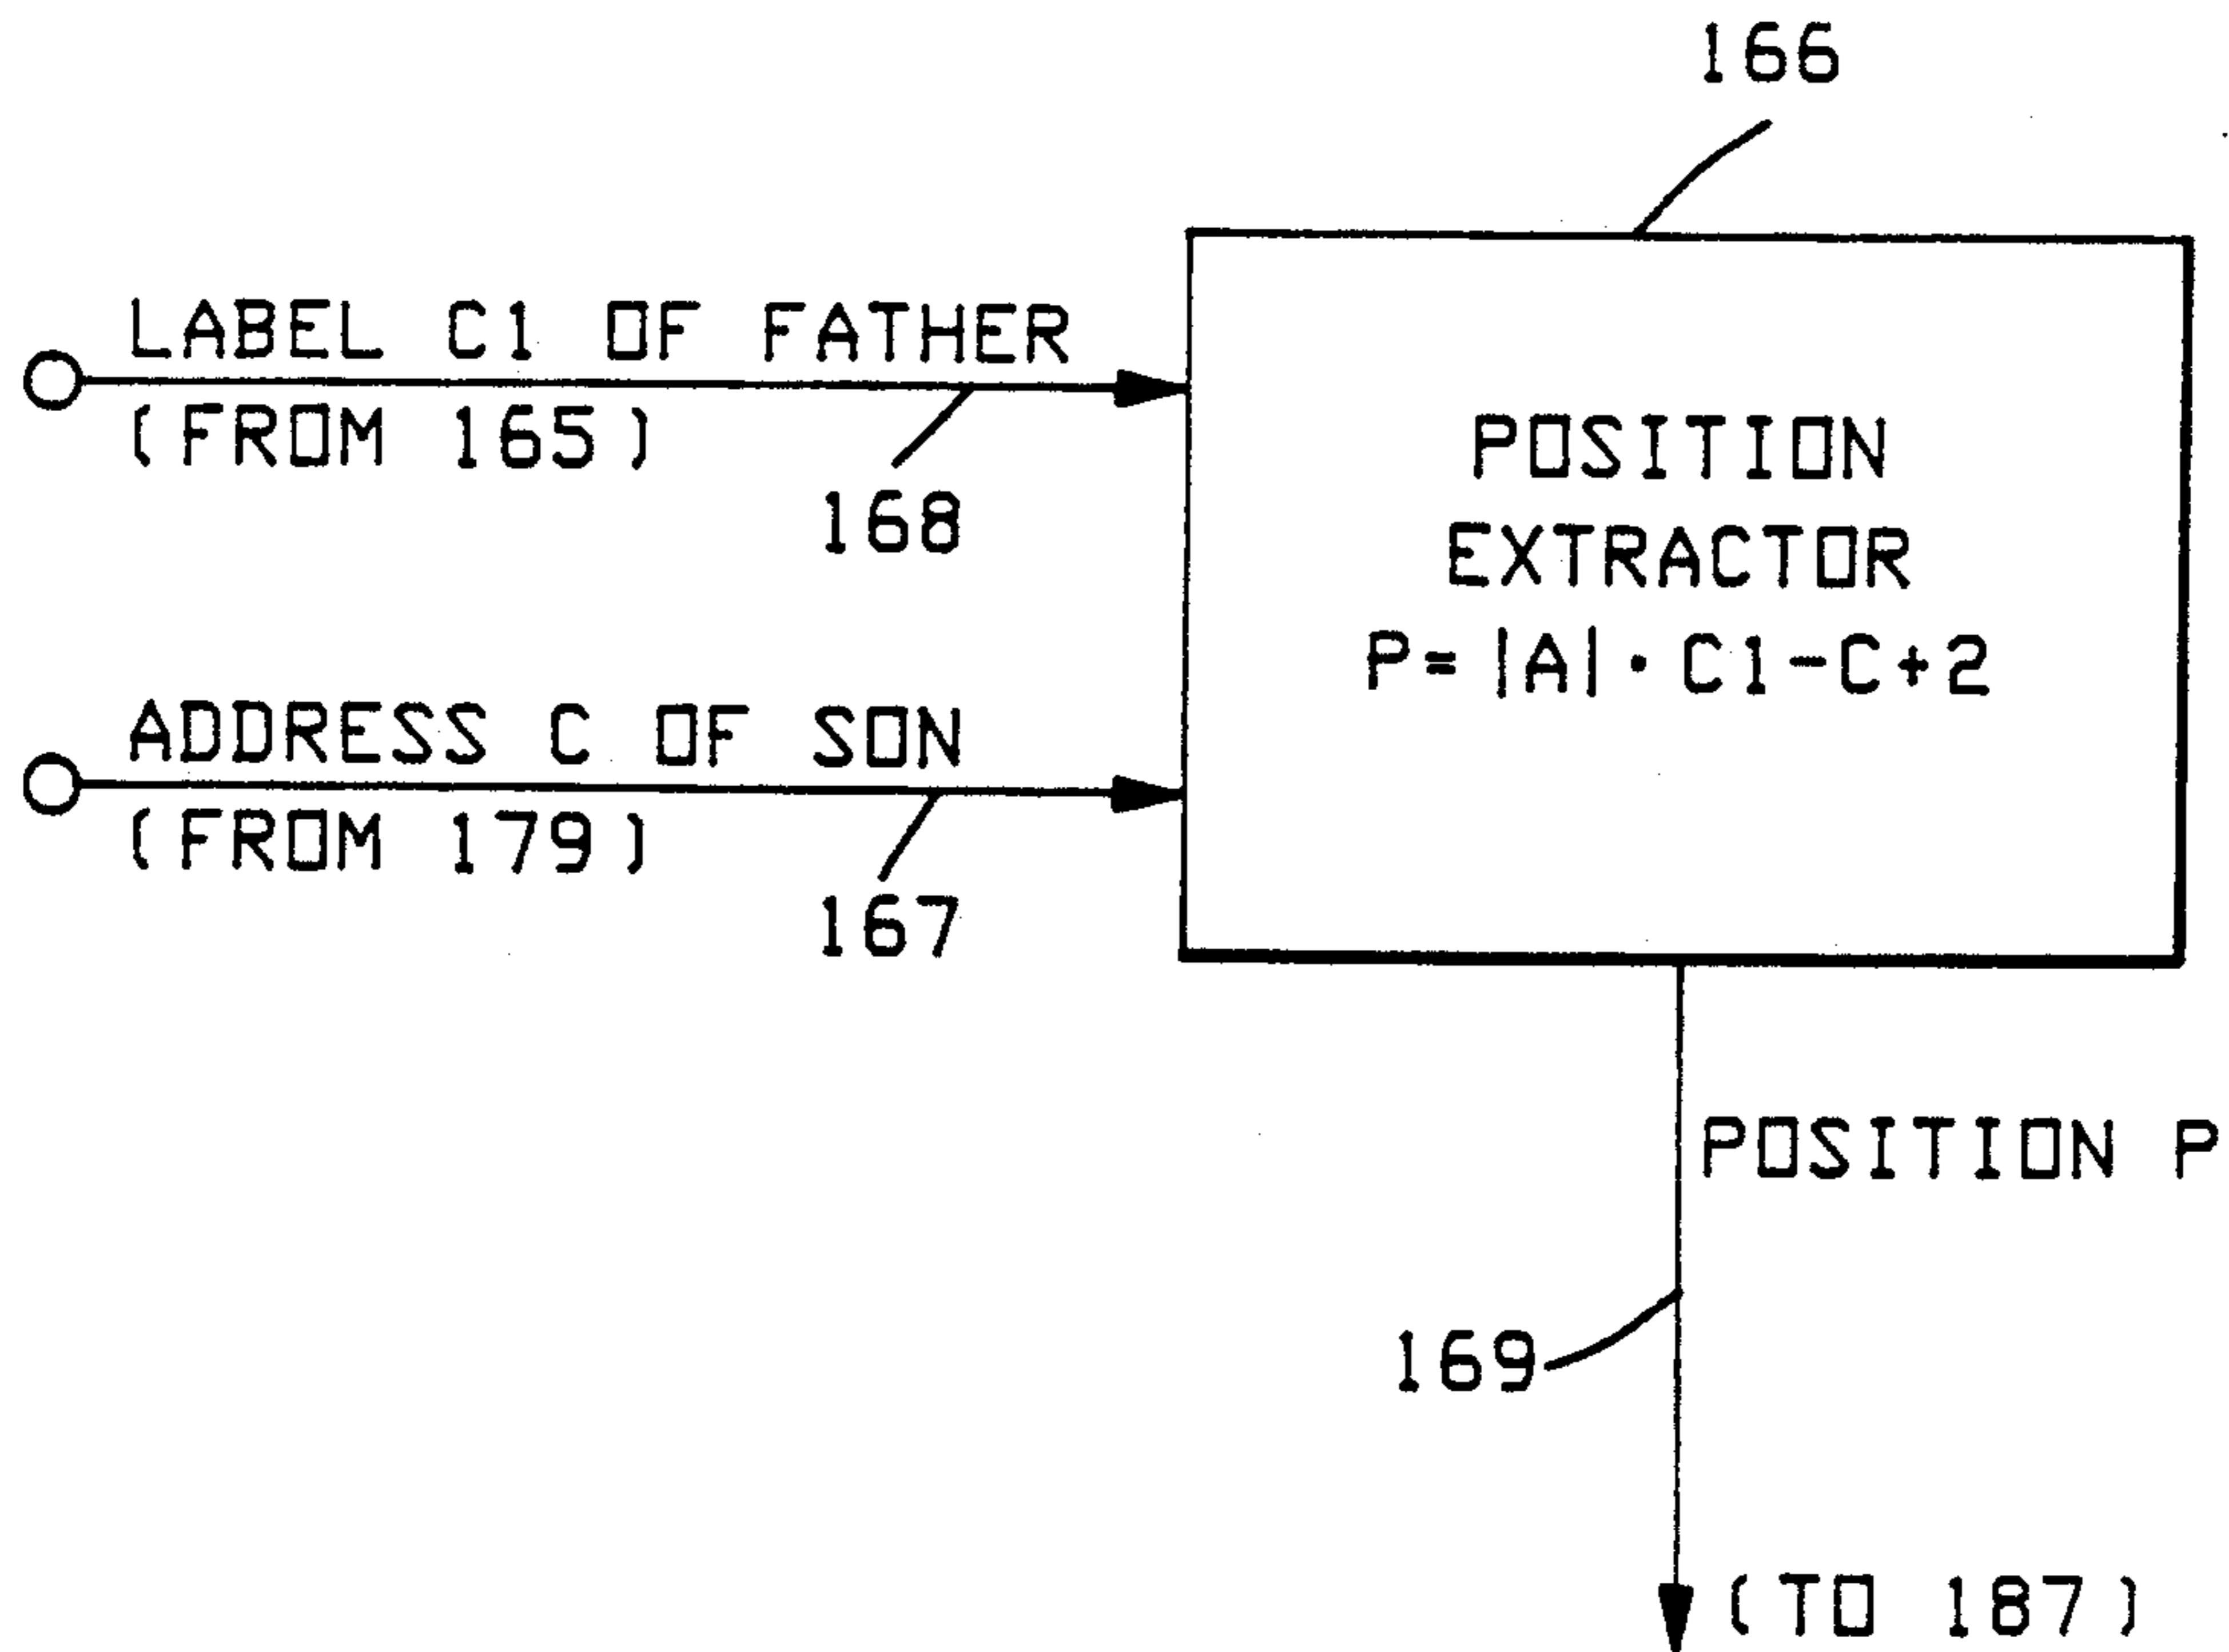 166
LABEL C1 OF FATHER
(FROM 165)
168
POSITION
EXTRACTOR
P=|A|·C1-C+2
ADDRESS C OF SON
(FROM 179)
167
POSITION P
169
(TO 187)